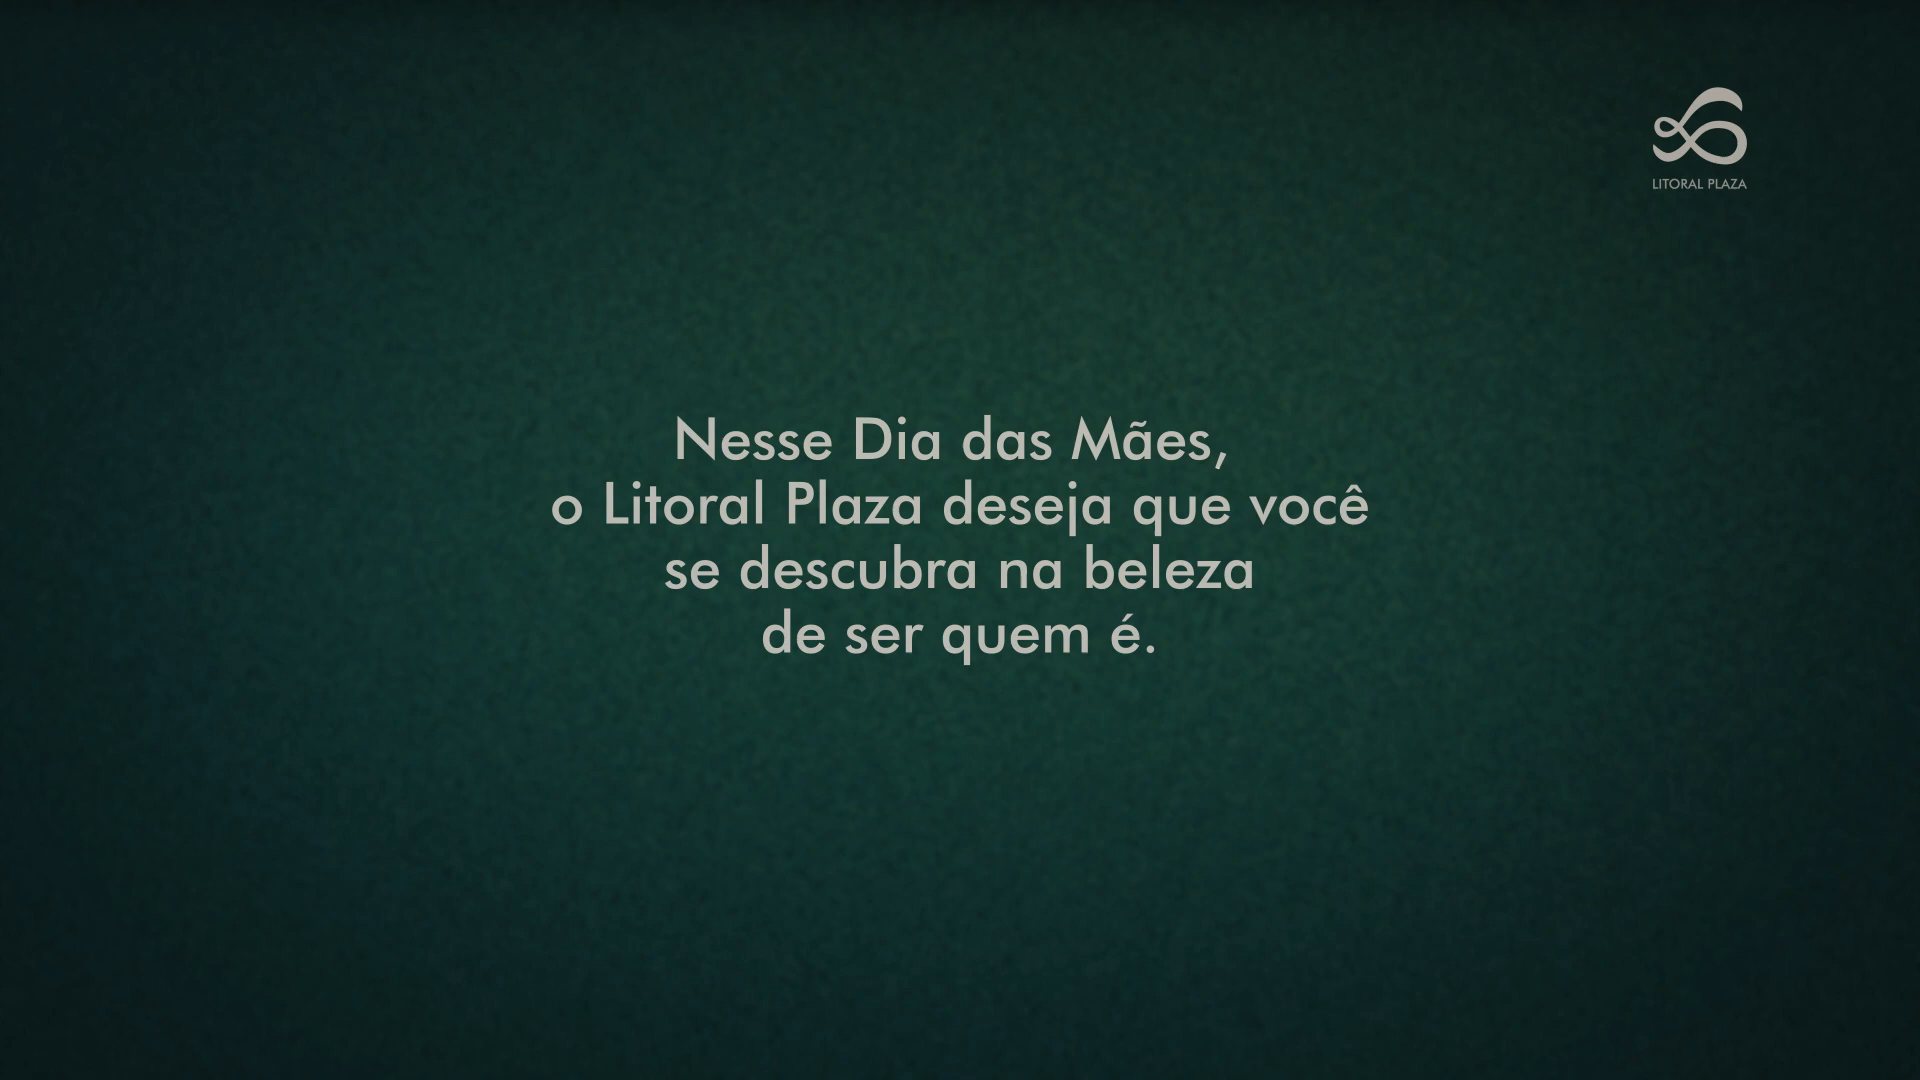 LITORAL PLAZA
Nesse Dia das Mães,
o Litoral Plaza deseja que você
se descubra na beleza
de ser quem é.